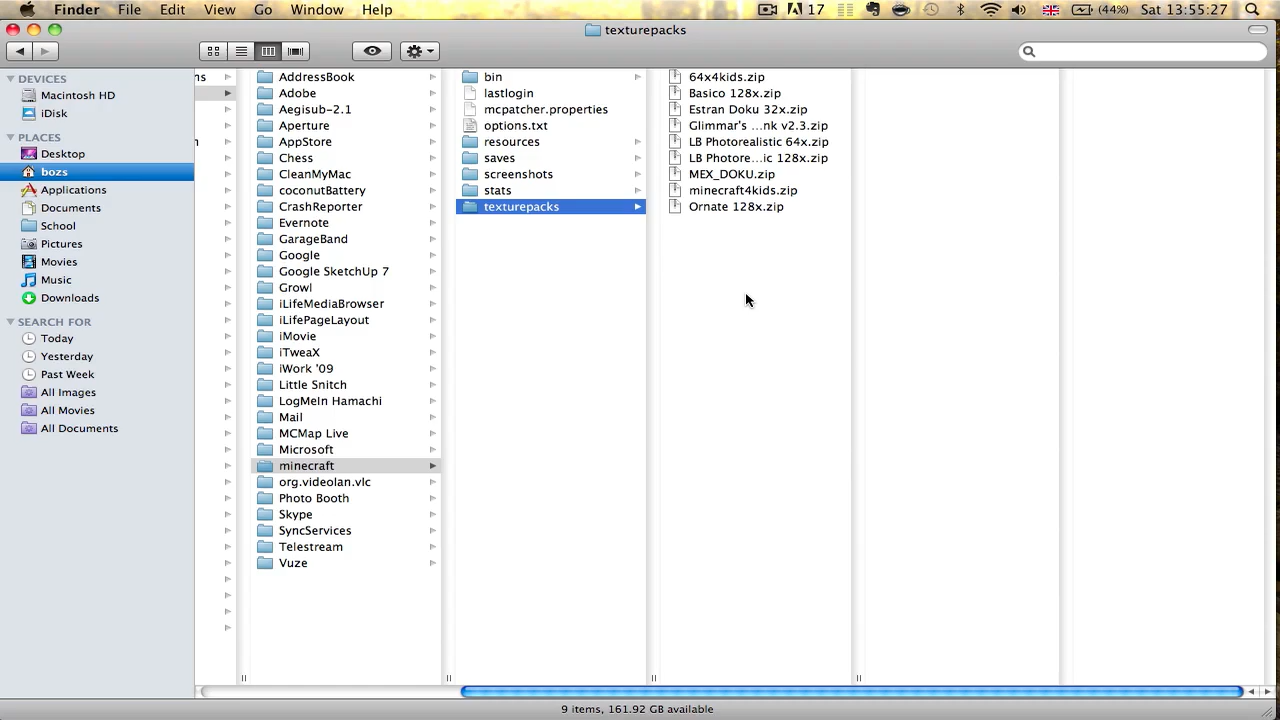 Finder File Edit View Go Window Help 17 (44%) Sat 13:55:27
texturepacks
DEVICES
Macintosh HD
iDisk
PLACES
Desktop
bozs
Applications
Documents
School
Pictures
Movies
Music
Downloads
SEARCH FOR
Today
Yesterday
Past Week
All Images
All Movies
All Documents
ns
AddressBook
Adobe
Aegisub-2.1
Aperture
AppStore
Chess
CleanMyMac
coconutBattery
CrashReporter
Evernote
GarageBand
Google
Google SketchUp 7
Growl
iLifeMediaBrowser
iLifePageLayout
iMovie
iTweaX
iWork '09
Little Snitch
LogMeIn Hamachi
Mail
MCMap Live
Microsoft
minecraft
org.videolan.vlc
Photo Booth
Skype
SyncServices
Telestream
Vuze
bin
lastlogin
mcpatcher.properties
options.txt
resources
saves
screenshots
stats
texturepacks
64x4kids.zip
Basico 128x.zip
Estran Doku 32x.zip
Glimmar's ...nk v2.3.zip
LB Photorealistic 64x.zip
LB Photore...ic 128x.zip
MEX_DOKU.zip
minecraft4kids.zip
Ornate 128x.zip
9 items, 161.92 GB available